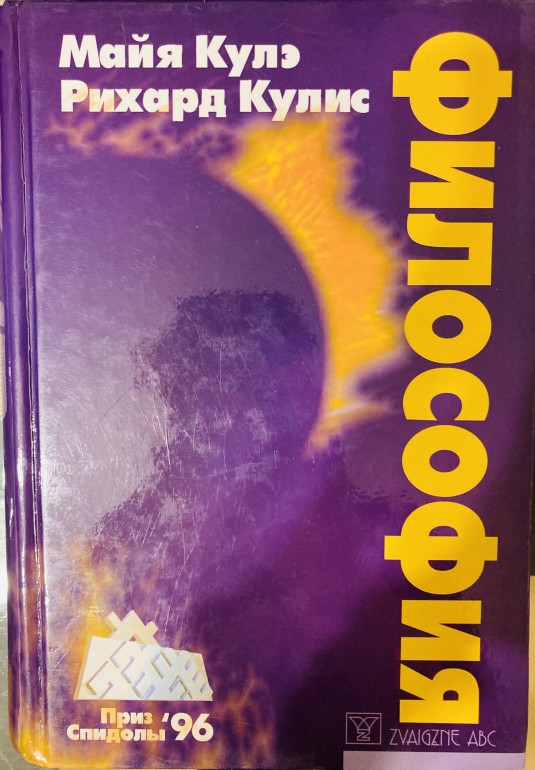 Майя Кулэ
Рихард Кулис
ФИЛОСОФИЯ
Приз
Спидолы '96
ZVAIGZNE ABC